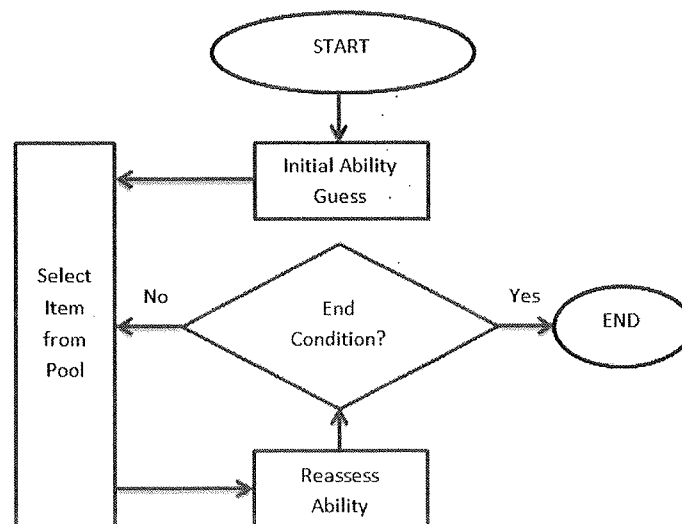 START
Initial Ability
Guess
Select
Item
from
Pool
No
End
Condition?
Yes
END
Reassess
Ability